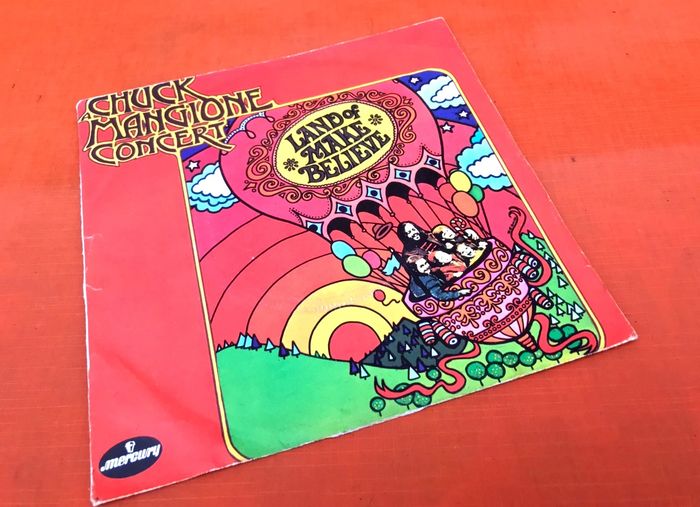 A
CHUCK
MANGIONE
CONCERT
LAND of
MAKE
BELIEVE
mercury